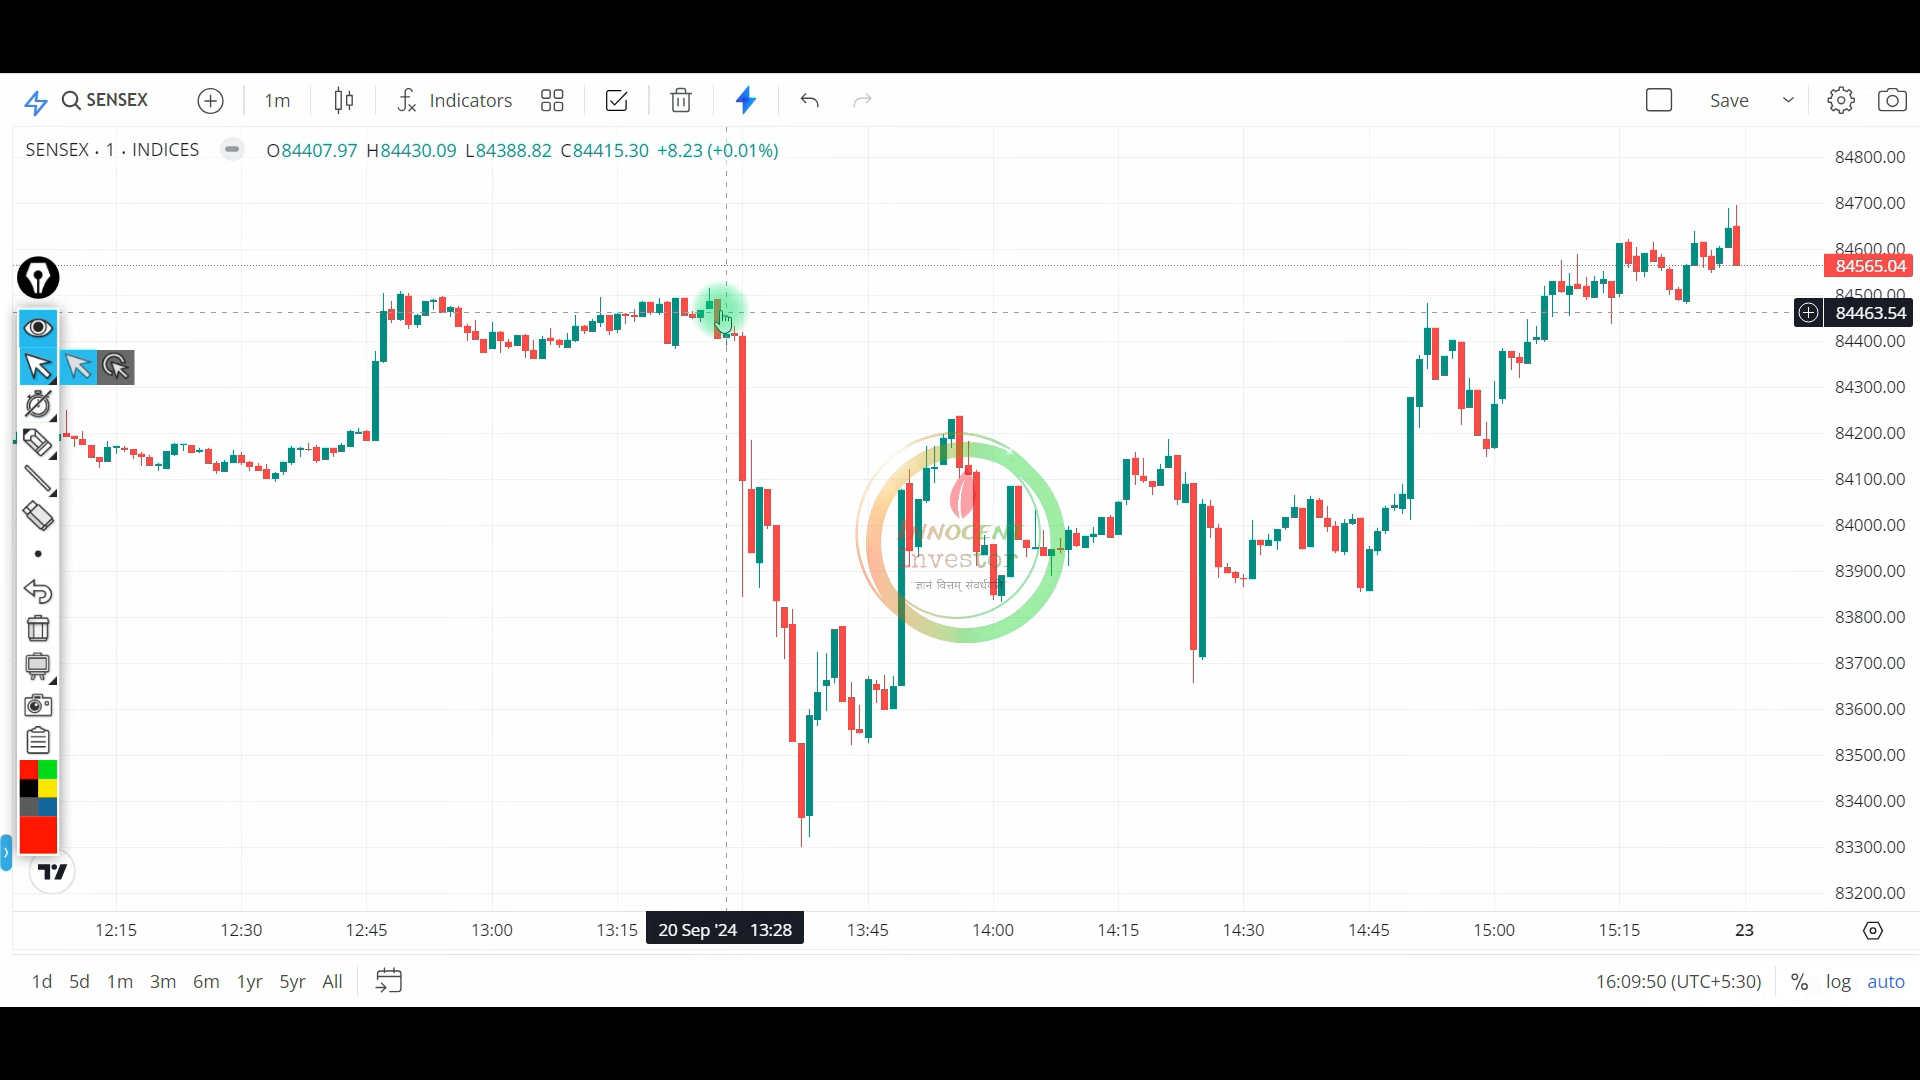 SENSEX 1m Indicators Save
SENSEX · 1 · INDICES O84407.97 H84430.09 L84388.82 C84415.30 +8.23 (+0.01%)
84800.00
84700.00
84600.00
84565.04
84500.00
84463.54
84400.00
84300.00
84200.00
84100.00
84000.00
83900.00
83800.00
83700.00
83600.00
83500.00
83400.00
83300.00
83200.00
INNOCENT
Investor
ज्ञानं वित्तम् संवर्धयति
12:15 12:30 12:45 13:00 13:15 20 Sep '24 13:28 13:45 14:00 14:15 14:30 14:45 15:00 15:15 23
1d 5d 1m 3m 6m 1yr 5yr All 16:09:50 (UTC+5:30) % log auto